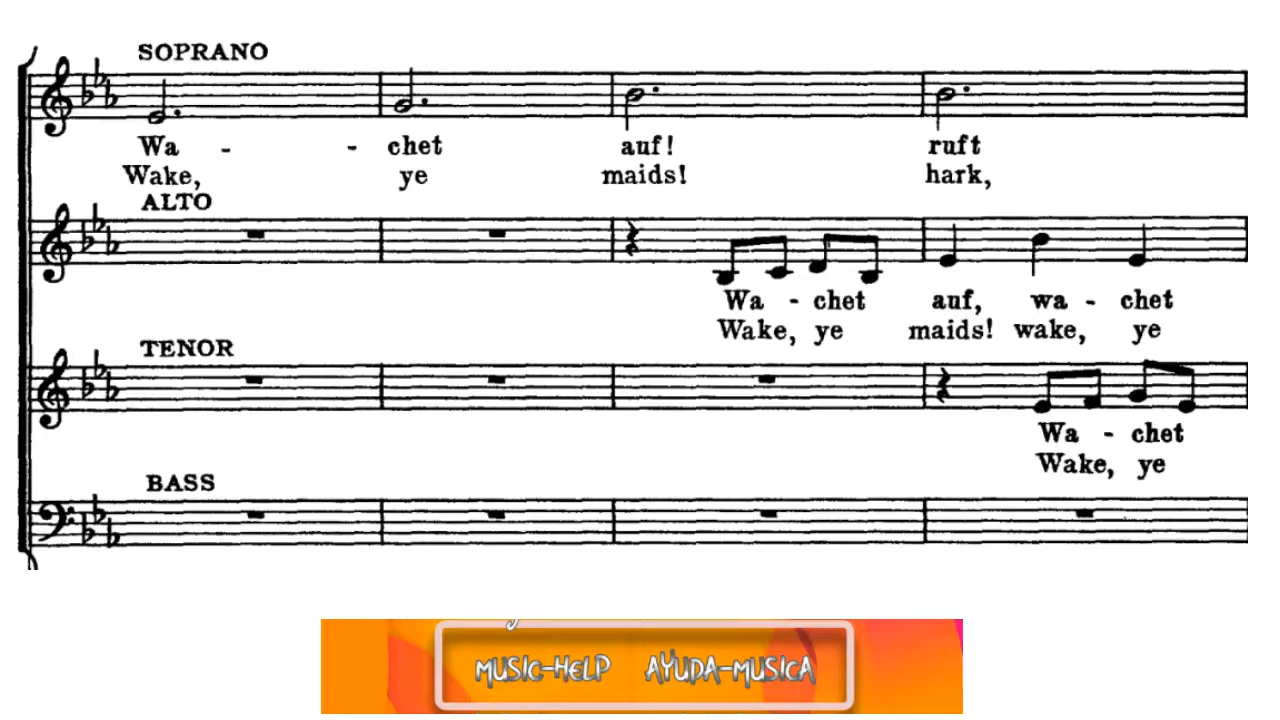 SOPRANO
Wa - - chet auf! ruft
Wake, ye maids! hark,
ALTO
Wa - chet auf, wa - chet
Wake, ye maids! wake, ye
TENOR
Wa - chet
Wake, ye
BASS
MUSIC-HELP AYUDA-MUSICA